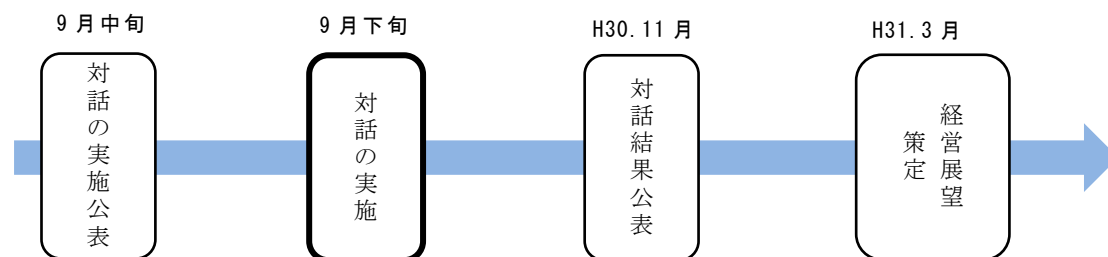 9月中旬
対話の実施公表
9月下旬
対話の実施
H30.11月
対話結果公表
H31.3月
経営展望
策定